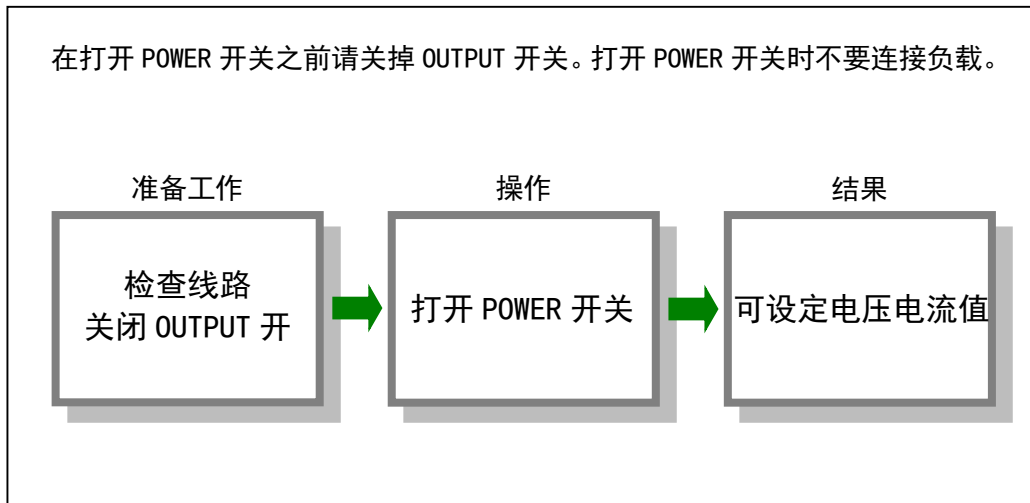 在打开 POWER 开关之前请关掉 OUTPUT 开关。打开 POWER 开关时不要连接负载。
准备工作
操作
结果
检查线路
关闭 OUTPUT 开
打开 POWER 开关
可设定电压电流值